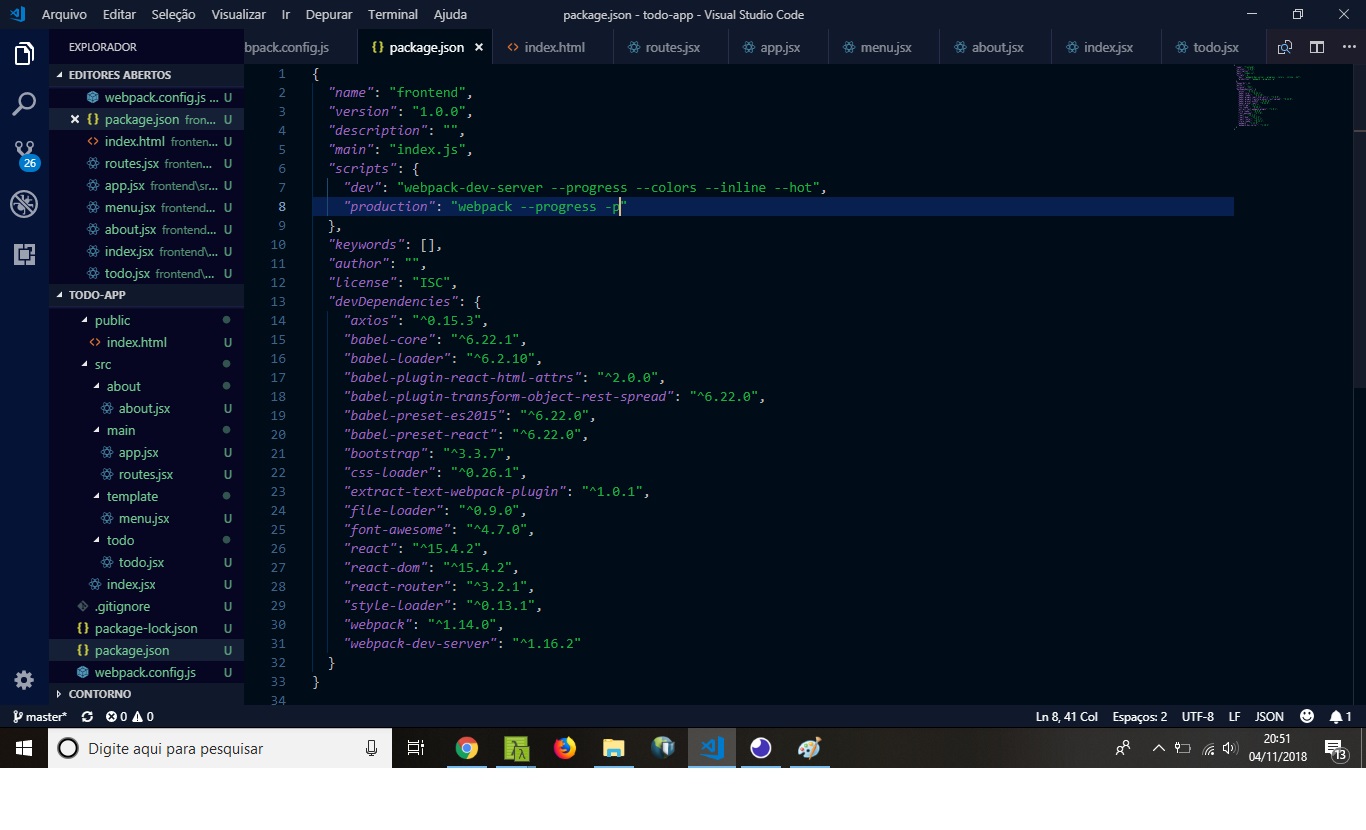 Arquivo Editar Seleção Visualizar Ir Depurar Terminal Ajuda package.json - todo-app - Visual Studio Code
EXPLORADOR
bpack.config.js {} package.json × <> index.html routes.jsx app.jsx menu.jsx about.jsx index.jsx todo.jsx ···
EDITORES ABERTOS
webpack.config.js ... U
× {} package.json fron... U
<> index.html fronten... U
routes.jsx fronten... U
app.jsx frontend\sr... U
menu.jsx frontend... U
about.jsx frontend... U
index.jsx frontend\... U
todo.jsx frontend\... U
26
TODO-APP
public
<> index.html U
src
about
about.jsx U
main
app.jsx U
routes.jsx U
template
menu.jsx U
todo
todo.jsx U
index.jsx U
.gitignore U
{} package-lock.json U
{} package.json U
webpack.config.js U
CONTORNO
1 {
2 "name": "frontend",
3 "version": "1.0.0",
4 "description": "",
5 "main": "index.js",
6 "scripts": {
7 "dev": "webpack-dev-server --progress --colors --inline --hot",
8 "production": "webpack --progress -p"
9 },
10 "keywords": [],
11 "author": "",
12 "license": "ISC",
13 "devDependencies": {
14 "axios": "^0.15.3",
15 "babel-core": "^6.22.1",
16 "babel-loader": "^6.2.10",
17 "babel-plugin-react-html-attrs": "^2.0.0",
18 "babel-plugin-transform-object-rest-spread": "^6.22.0",
19 "babel-preset-es2015": "^6.22.0",
20 "babel-preset-react": "^6.22.0",
21 "bootstrap": "^3.3.7",
22 "css-loader": "^0.26.1",
23 "extract-text-webpack-plugin": "^1.0.1",
24 "file-loader": "^0.9.0",
25 "font-awesome": "^4.7.0",
26 "react": "^15.4.2",
27 "react-dom": "^15.4.2",
28 "react-router": "^3.2.1",
29 "style-loader": "^0.13.1",
30 "webpack": "^1.14.0",
31 "webpack-dev-server": "^1.16.2"
32 }
33 }
34
master* 0 0 Ln 8, 41 Col Espaços: 2 UTF-8 LF JSON 1
Digite aqui para pesquisar
20:51
04/11/2018
13